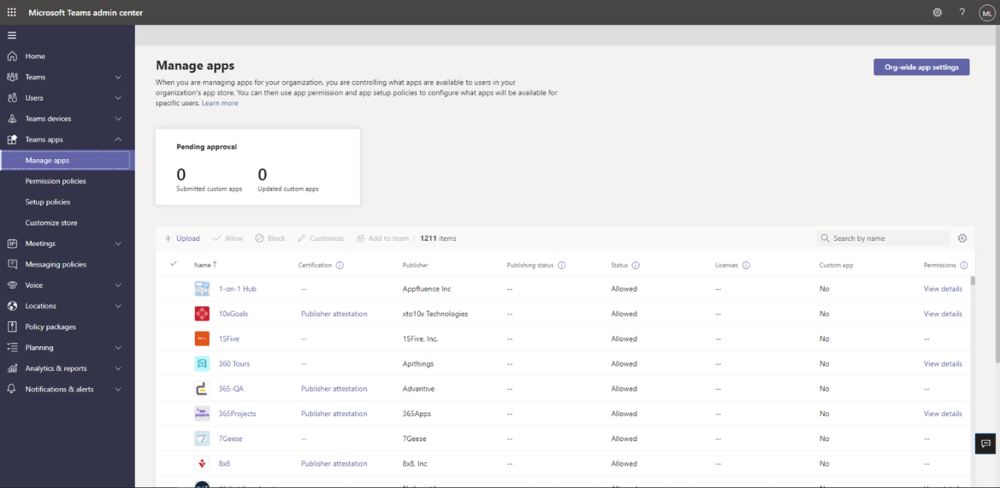 Microsoft Teams admin center
?
ML
Home
Teams
Users
Teams devices
Teams apps
Manage apps
Permission policies
Setup policies
Customize store
Meetings
Messaging policies
Voice
Locations
Policy packages
Planning
Analytics & reports
Notifications & alerts
Manage apps
Org-wide app settings
When you are managing apps for your organization, you are controlling what apps are available to users in your
organization's app store. You can then use app permission and app setup policies to configure what apps will be available for
specific users. Learn more
Pending approval
0 0
Submitted custom apps Updated custom apps
+ Upload Allow Block Customize Add to team | 1211 items Search by name
Name ↑ Certification Publisher Publishing status Status Licenses Custom app Permissions
1-on-1 Hub -- Appfluence Inc -- Allowed -- No View details
10xGoals Publisher attestation xto10x Technologies -- Allowed -- No View details
15Five -- 15Five, Inc. -- Allowed -- No --
360 Tours -- Apithings -- Allowed -- No View details
365-QA Publisher attestation Advantive -- Allowed -- No --
365Projects Publisher attestation 365Apps -- Allowed -- No View details
7Geese -- 7Geese -- Allowed -- No --
8x8 Publisher attestation 8x8, Inc -- Allowed -- No --